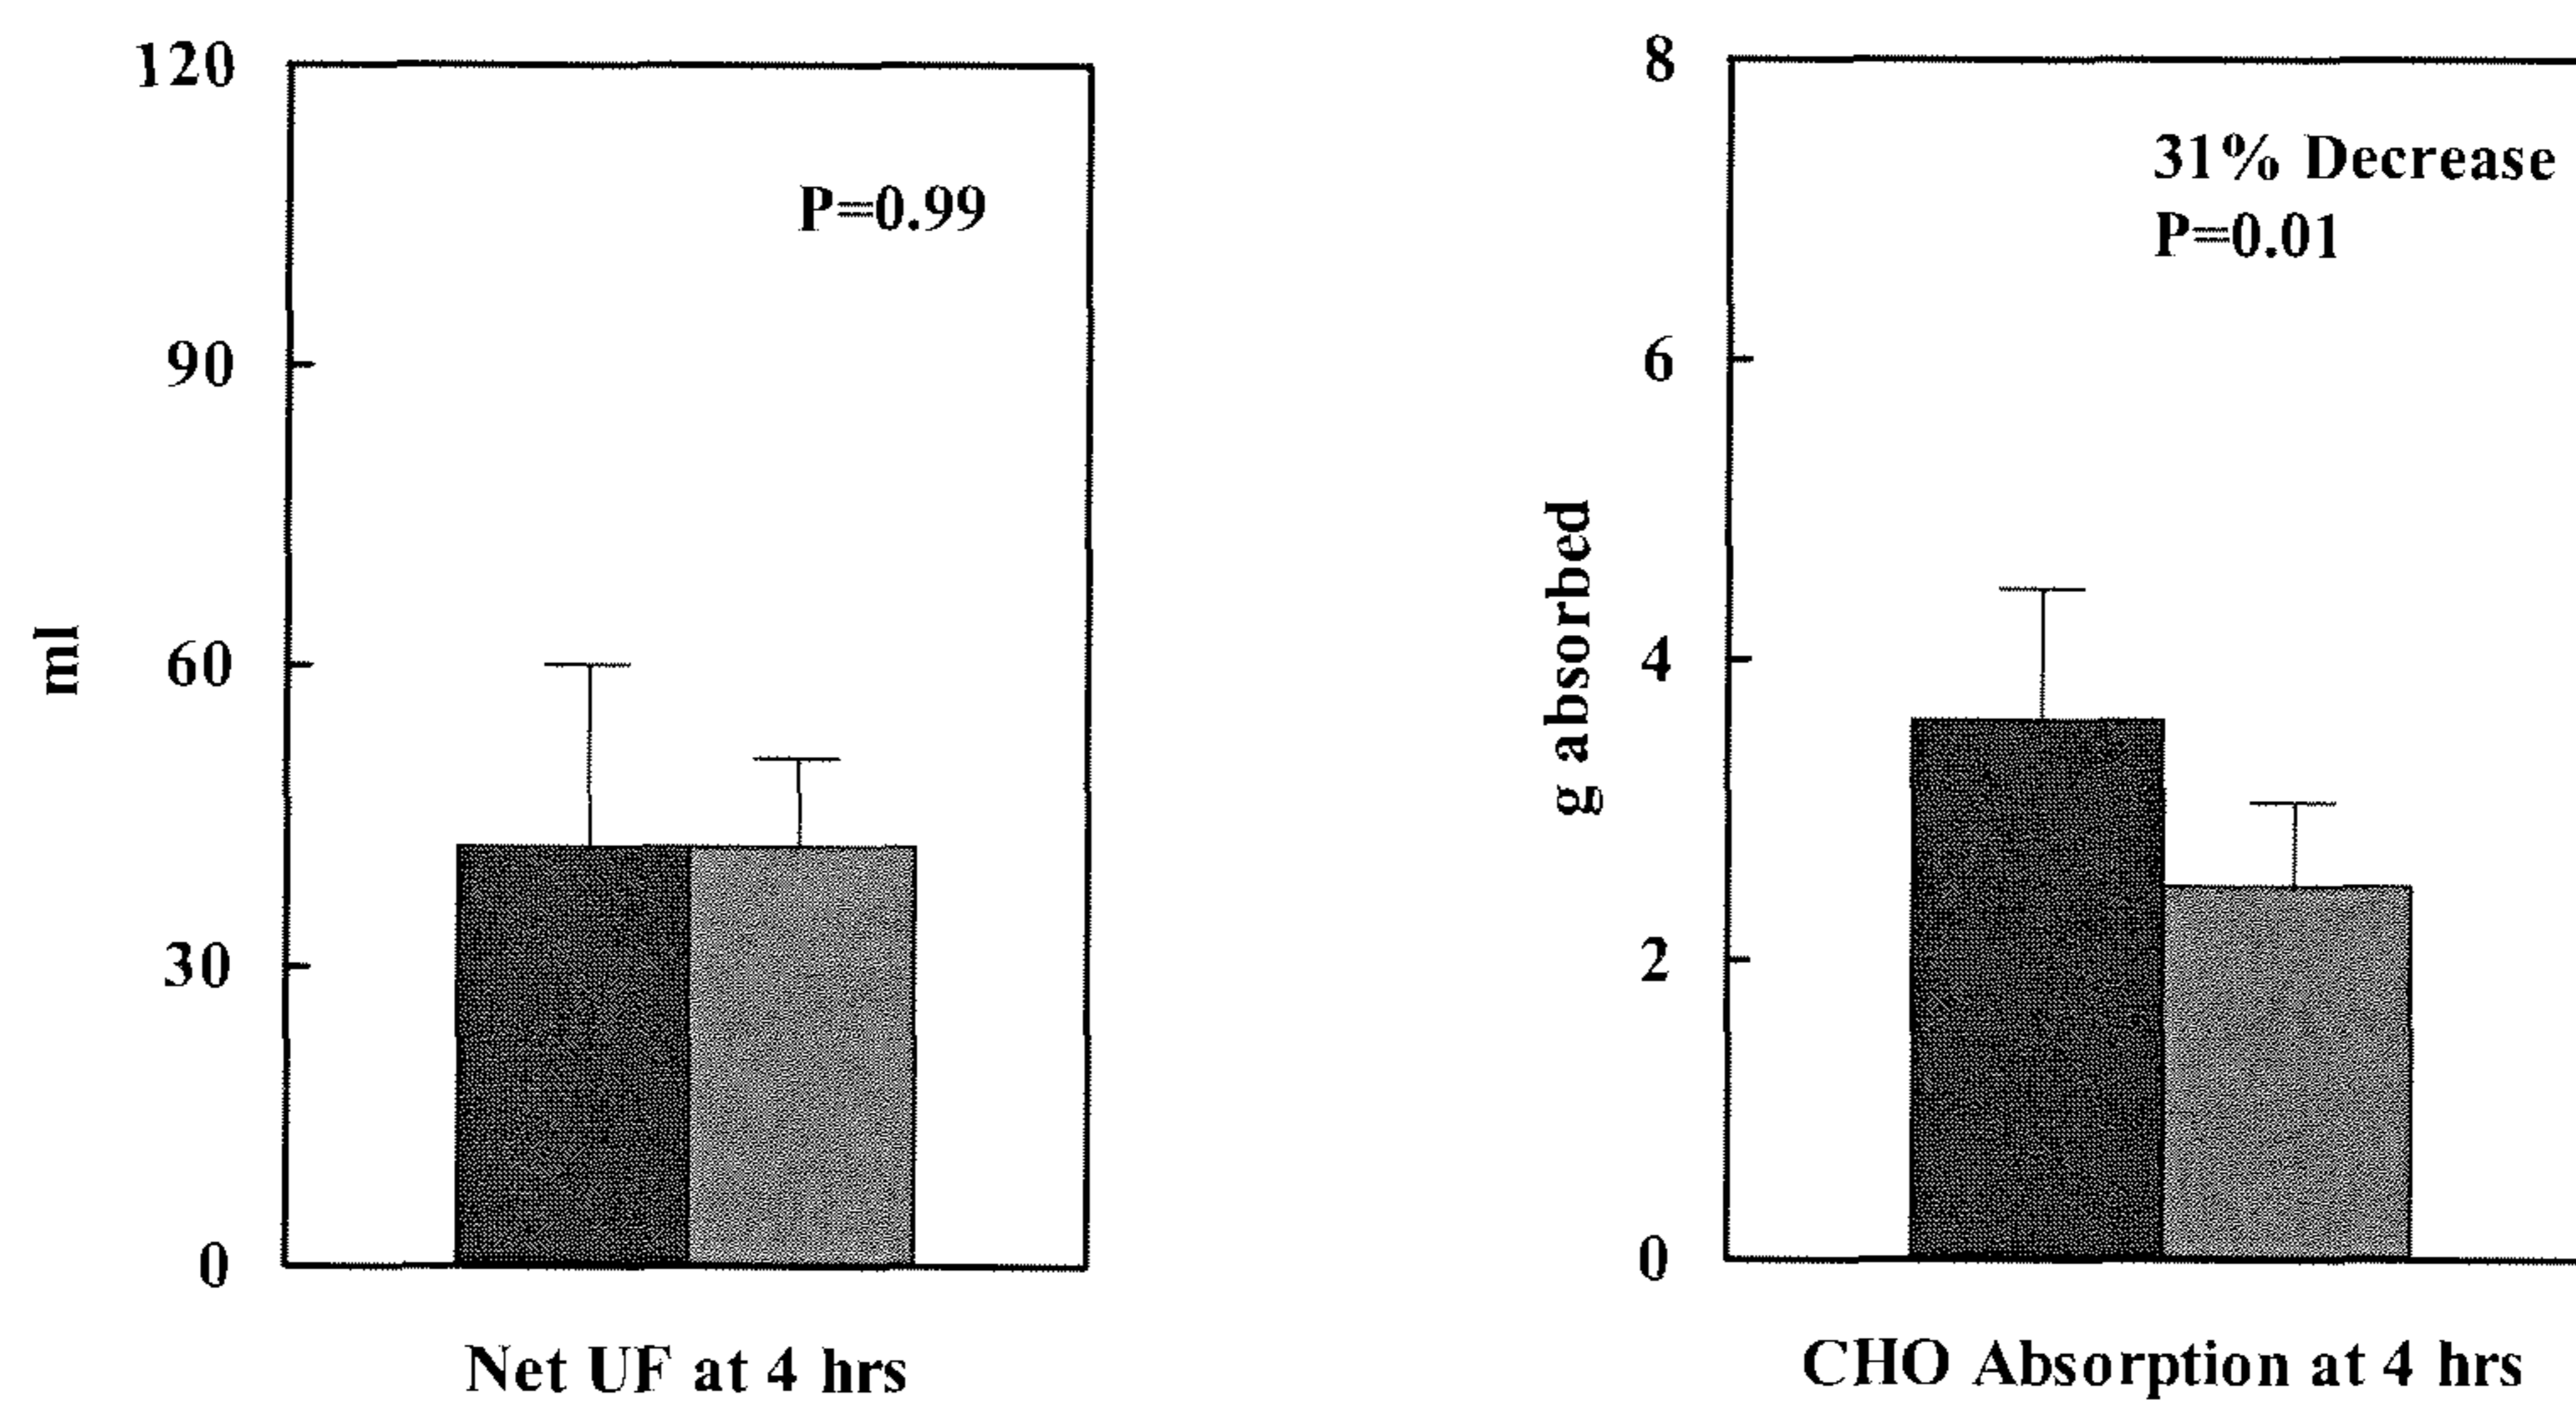 120
90
60
30
0
ml
P=0.99
Net UF at 4 hrs
8
6
4
2
0
g absorbed
31% Decrease
P=0.01
CHO Absorption at 4 hrs